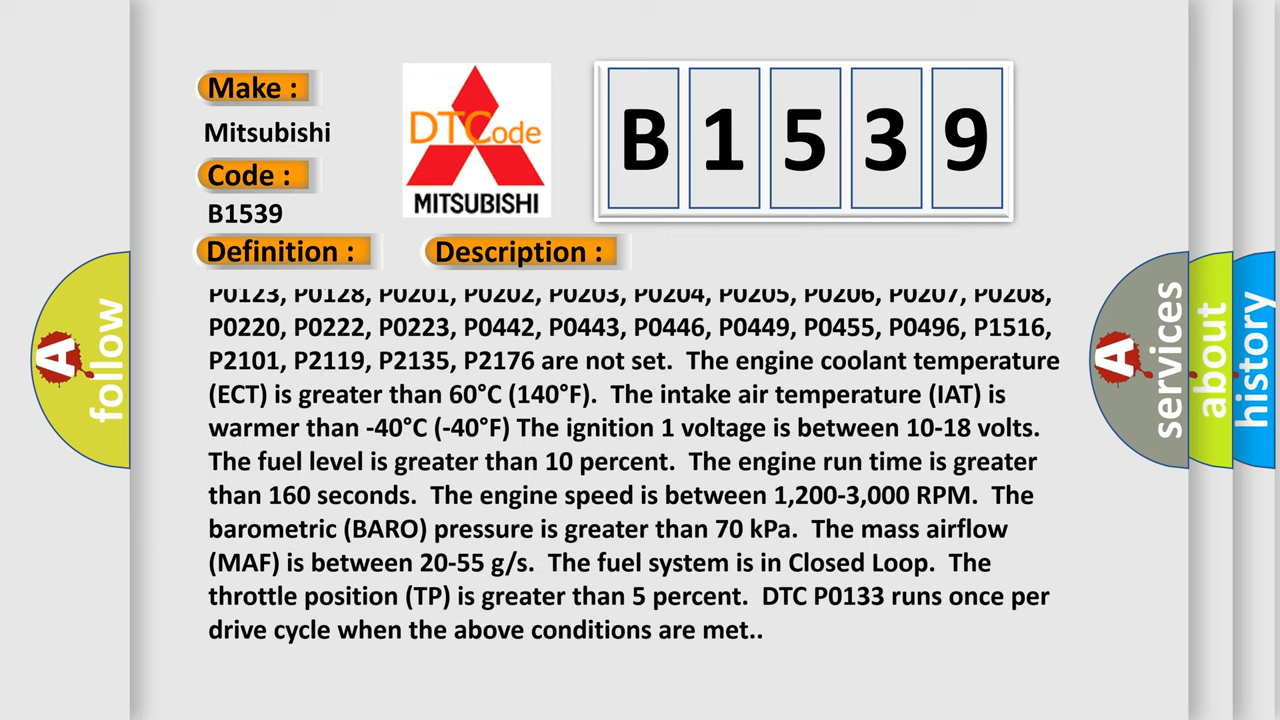 Make :
Mitsubishi
Code :
B1539
DTCode
MITSUBISHI
B 1 5 3 9
Definition :
Description :
P0123, P0128, P0201, P0202, P0203, P0204, P0205, P0206, P0207, P0208,
P0220, P0222, P0223, P0442, P0443, P0446, P0449, P0455, P0496, P1516,
P2101, P2119, P2135, P2176 are not set. The engine coolant temperature
(ECT) is greater than 60°C (140°F). The intake air temperature (IAT) is
warmer than -40°C (-40°F) The ignition 1 voltage is between 10-18 volts.
The fuel level is greater than 10 percent. The engine run time is greater
than 160 seconds. The engine speed is between 1,200-3,000 RPM. The
barometric (BARO) pressure is greater than 70 kPa. The mass airflow
(MAF) is between 20-55 g/s. The fuel system is in Closed Loop. The
throttle position (TP) is greater than 5 percent. DTC P0133 runs once per
drive cycle when the above conditions are met..
A
follow
A
services
about
history